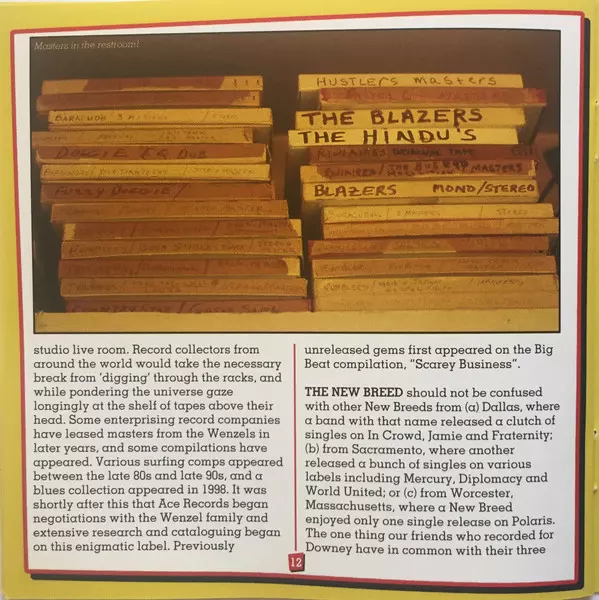 Masters in the restroom!
HUSTLERS Masters
THE BLAZERS
THE HINDU'S
BLAZERS MONO/STEREO
studio live room. Record collectors from
around the world would take the necessary
break from ‘digging’ through the racks, and
while pondering the universe gaze
longingly at the shelf of tapes above their
head. Some enterprising record companies
have leased masters from the Wenzels in
later years, and some compilations have
appeared. Various surfing comps appeared
between the late 80s and late 90s, and a
blues collection appeared in 1998. It was
shortly after this that Ace Records began
negotiations with the Wenzel family and
extensive research and cataloguing began
on this enigmatic label. Previously
unreleased gems first appeared on the Big
Beat compilation, “Scarey Business”.
THE NEW BREED should not be confused
with other New Breeds from (a) Dallas, where
a band with that name released a clutch of
singles on In Crowd, Jamie and Fraternity;
(b) from Sacramento, where another
released a bunch of singles on various
labels including Mercury, Diplomacy and
World United; or (c) from Worcester,
Massachusetts, where a New Breed
enjoyed only one single release on Polaris.
The one thing our friends who recorded for
Downey have in common with their three
12